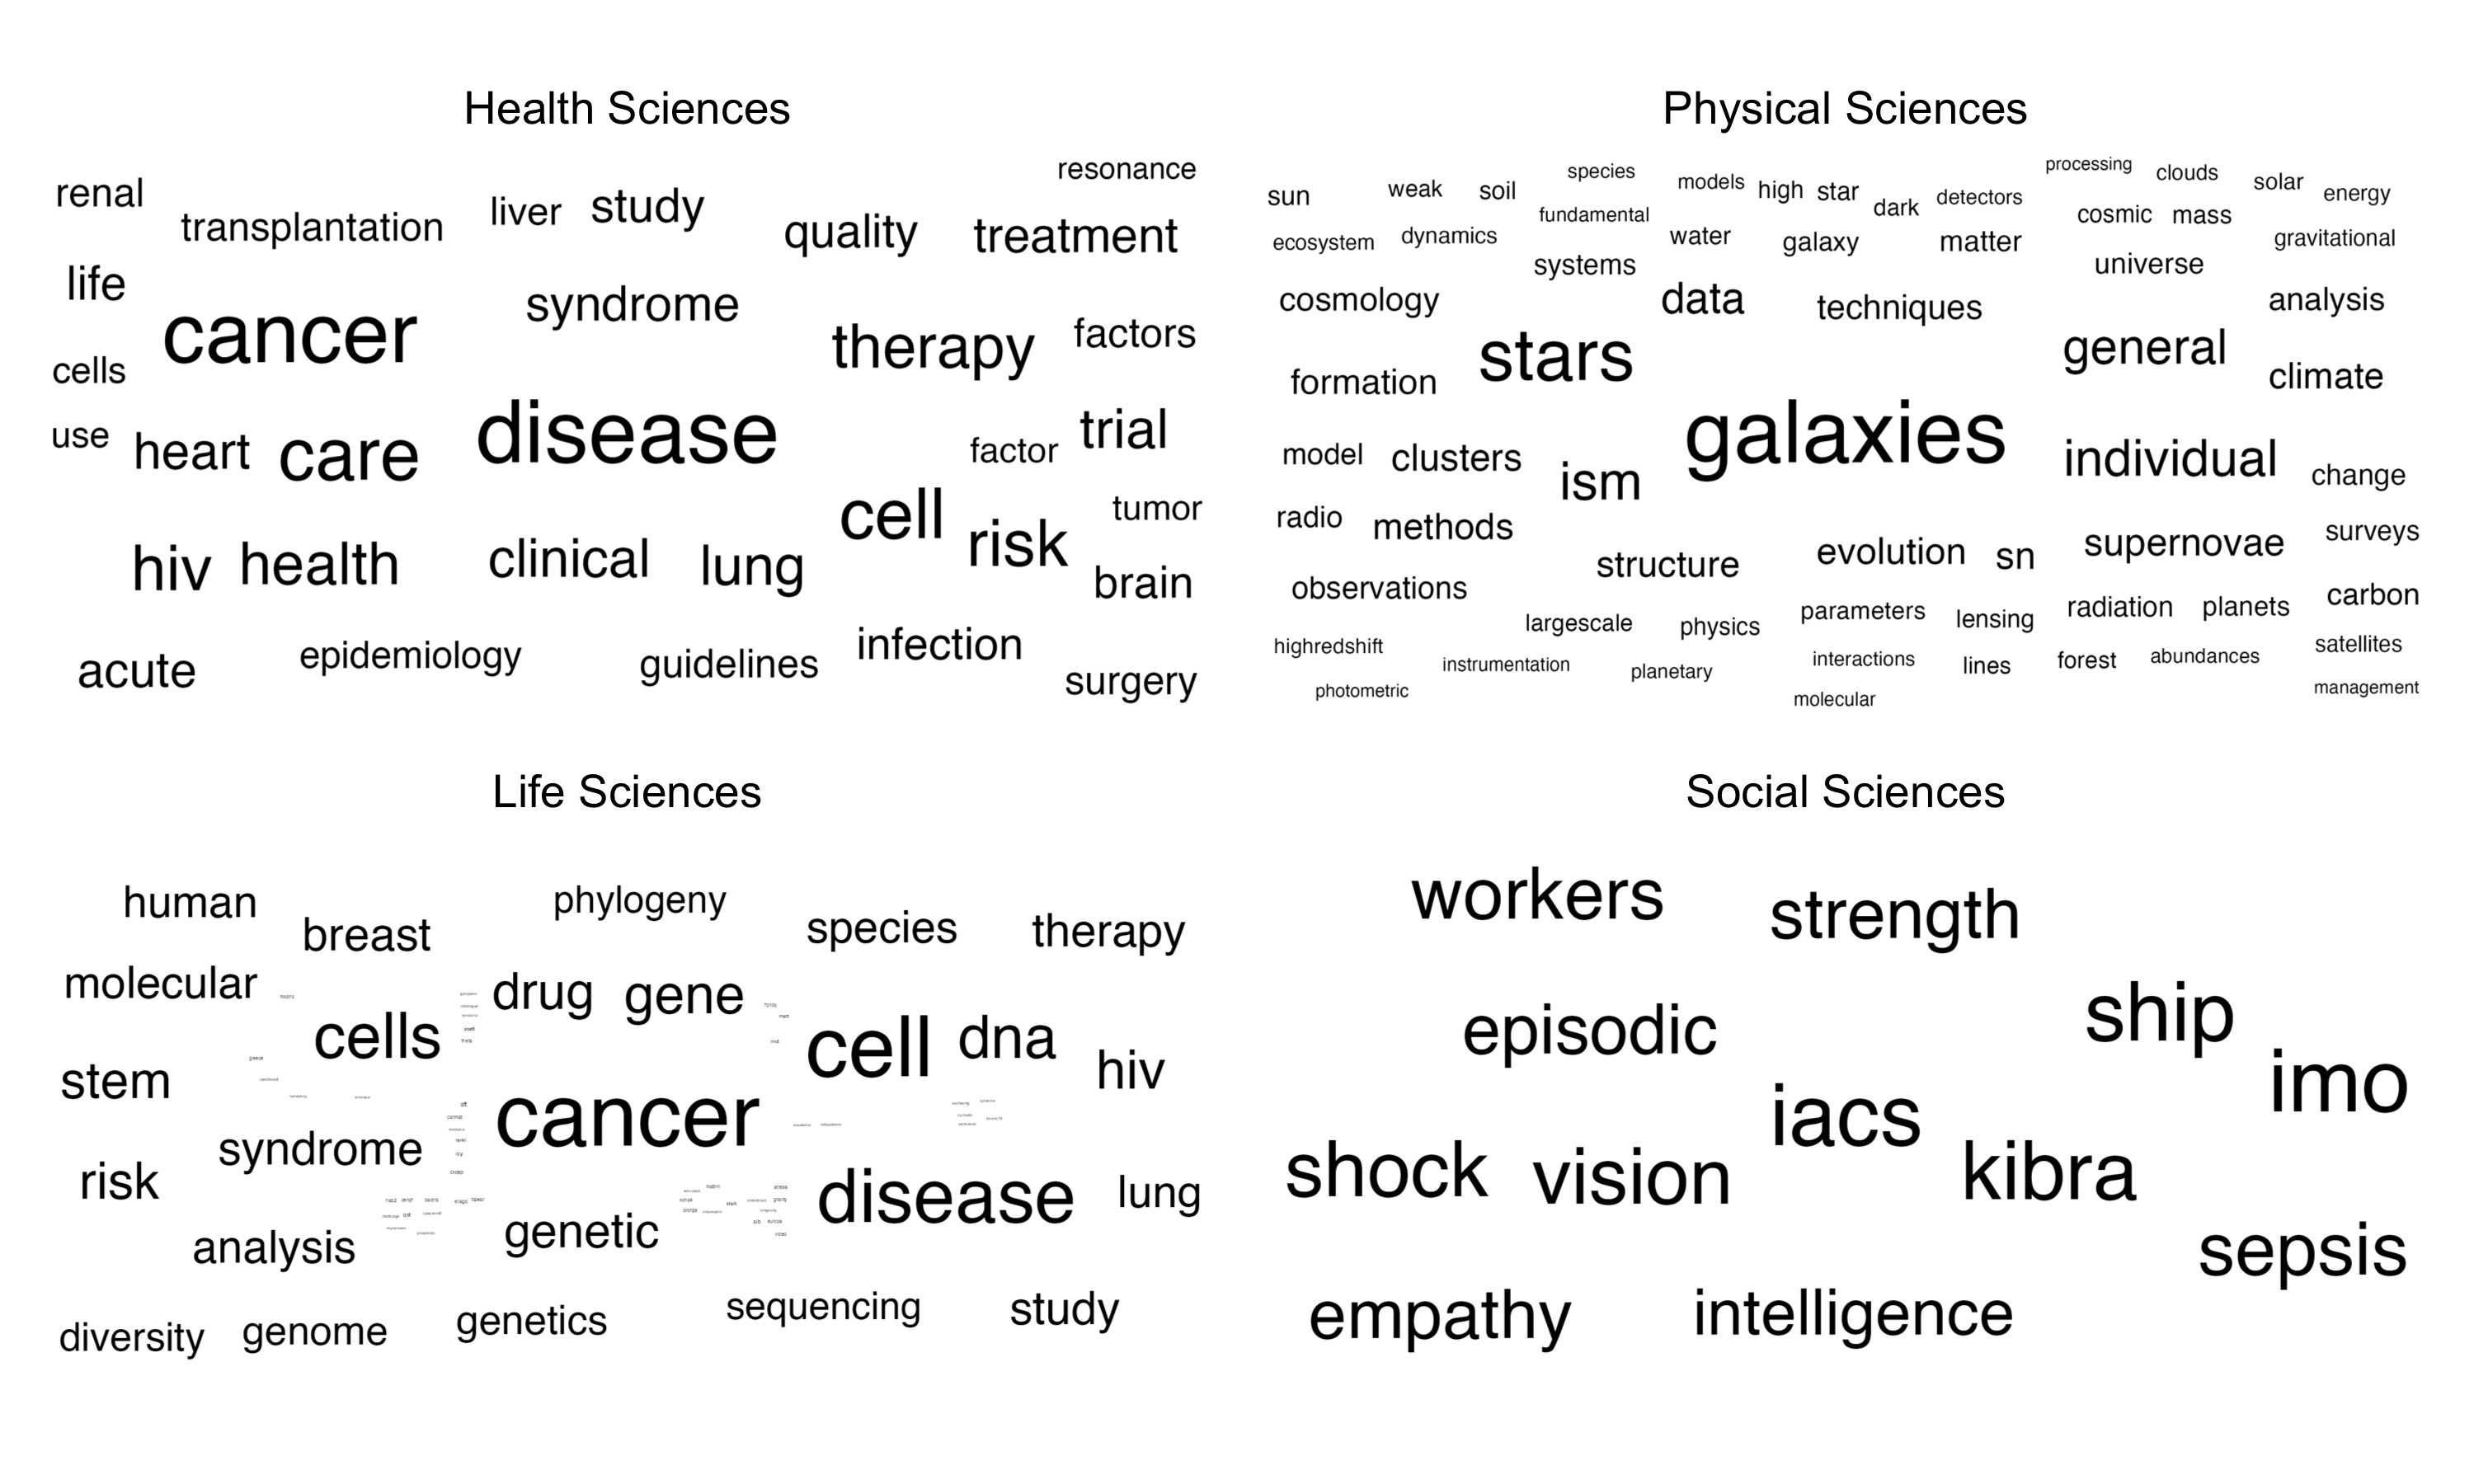 Health Sciences
resonance
renal
transplantation
liver
study
quality
treatment
life
syndrome
cancer
therapy
factors
cells
use
heart
care
disease
factor
trial
cell
risk
tumor
hiv
health
clinical
lung
brain
acute
epidemiology
guidelines
infection
surgery
Physical Sciences
species
processing
clouds
sun
weak
soil
models
high
star
dark
detectors
solar
energy
fundamental
cosmic
mass
ecosystem
dynamics
water
galaxy
matter
gravitational
systems
universe
cosmology
data
techniques
analysis
stars
general
formation
climate
galaxies
model
clusters
ism
individual
change
radio
methods
supernovae
surveys
structure
evolution
sn
observations
largescale
physics
parameters
lensing
radiation
planets
carbon
highredshift
instrumentation
planetary
interactions
lines
forest
abundances
satellites
photometric
molecular
management
Life Sciences
human
breast
phylogeny
species
therapy
molecular
drug
gene
cells
cell
dna
hiv
stem
cancer
syndrome
risk
disease
lung
analysis
genetic
diversity
genome
genetics
sequencing
study
Social Sciences
workers
strength
episodic
ship
imo
iacs
shock
vision
kibra
sepsis
empathy
intelligence